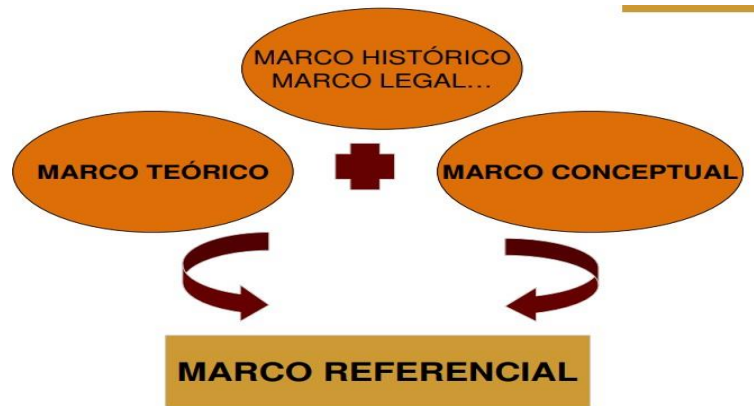 MARCO HISTÓRICO
MARCO LEGAL...
MARCO TEÓRICO
MARCO CONCEPTUAL
MARCO REFERENCIAL